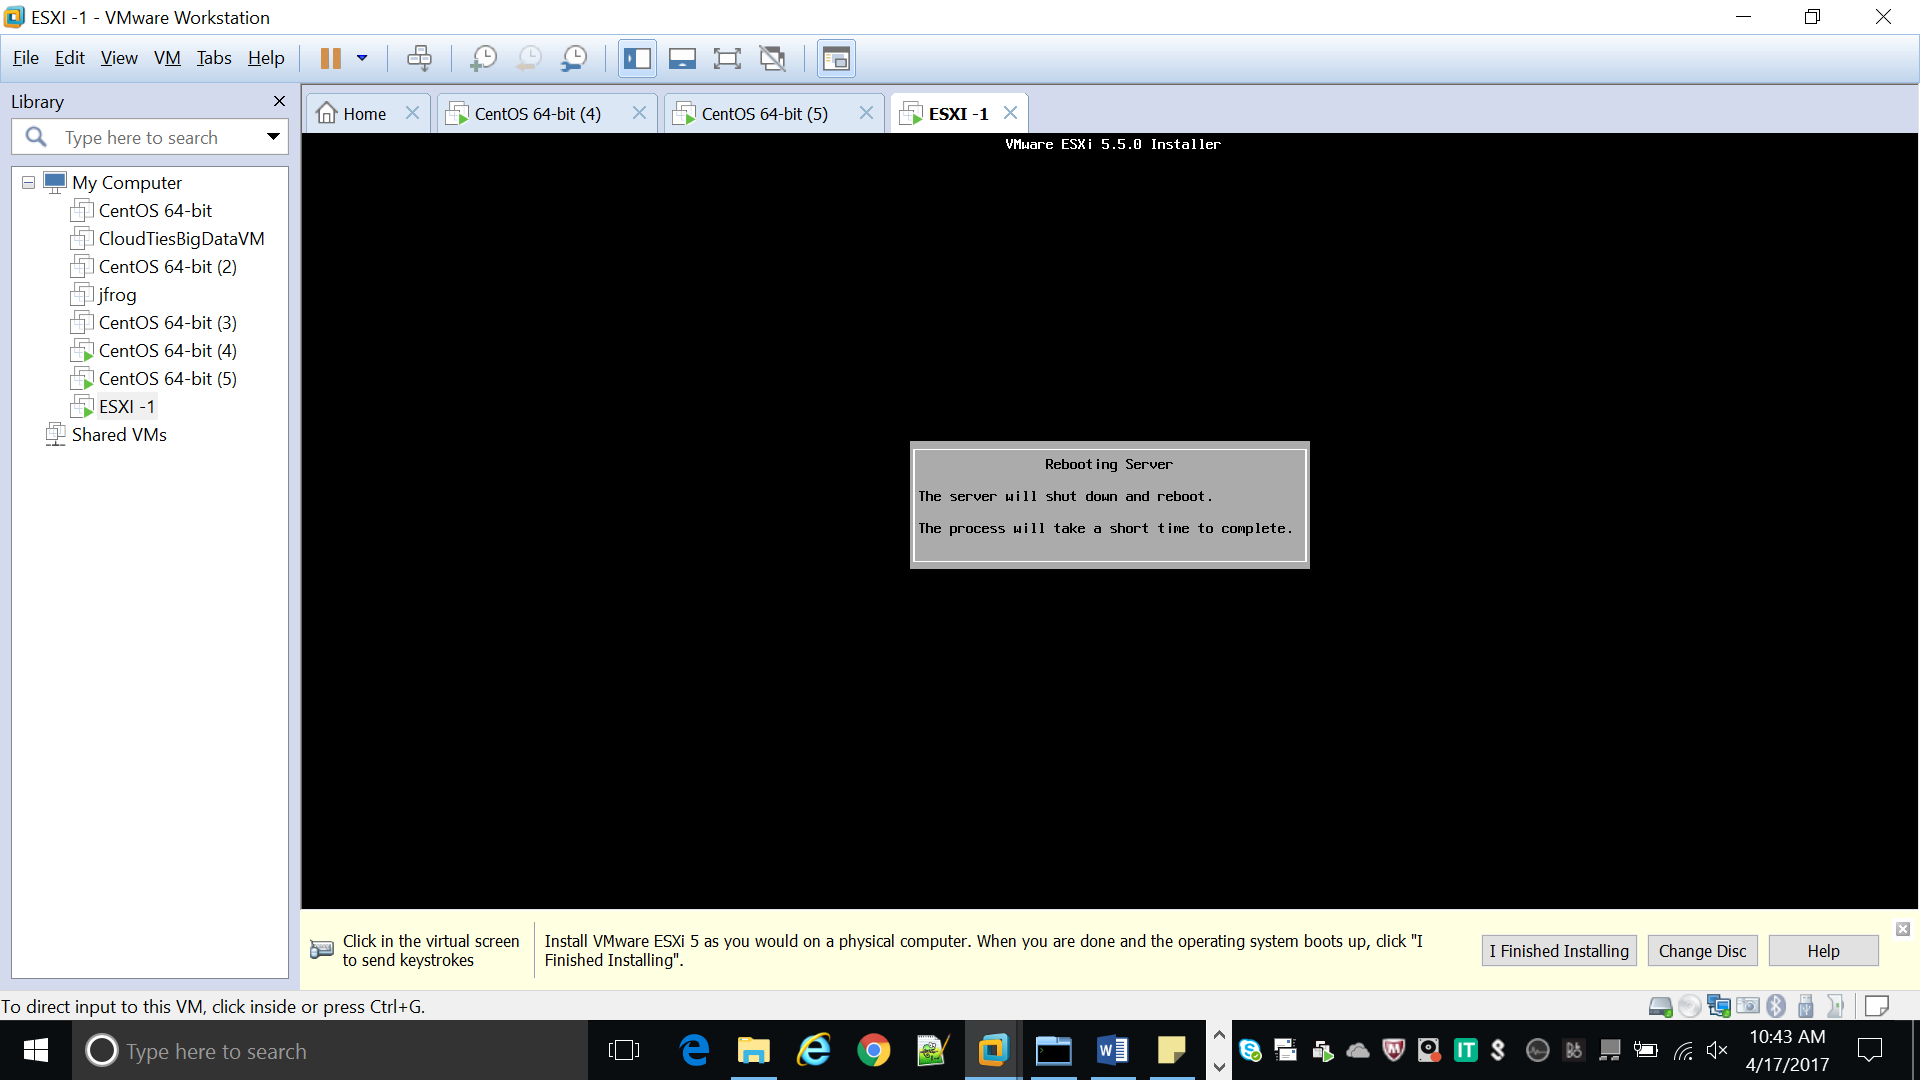 ESXI -1 - VMware Workstation
File Edit View VM Tabs Help
Library
Type here to search
My Computer
CentOS 64-bit
CloudTiesBigDataVM
CentOS 64-bit (2)
jfrog
CentOS 64-bit (3)
CentOS 64-bit (4)
CentOS 64-bit (5)
ESXI -1
Shared VMs
Home
CentOS 64-bit (4)
CentOS 64-bit (5)
ESXI -1
VMware ESXi 5.5.0 Installer
Rebooting Server
The server will shut down and reboot.
The process will take a short time to complete.
Click in the virtual screen
to send keystrokes
Install VMware ESXi 5 as you would on a physical computer. When you are done and the operating system boots up, click "I
Finished Installing".
I Finished Installing
Change Disc
Help
To direct input to this VM, click inside or press Ctrl+G.
Type here to search
IT
10:43 AM
4/17/2017